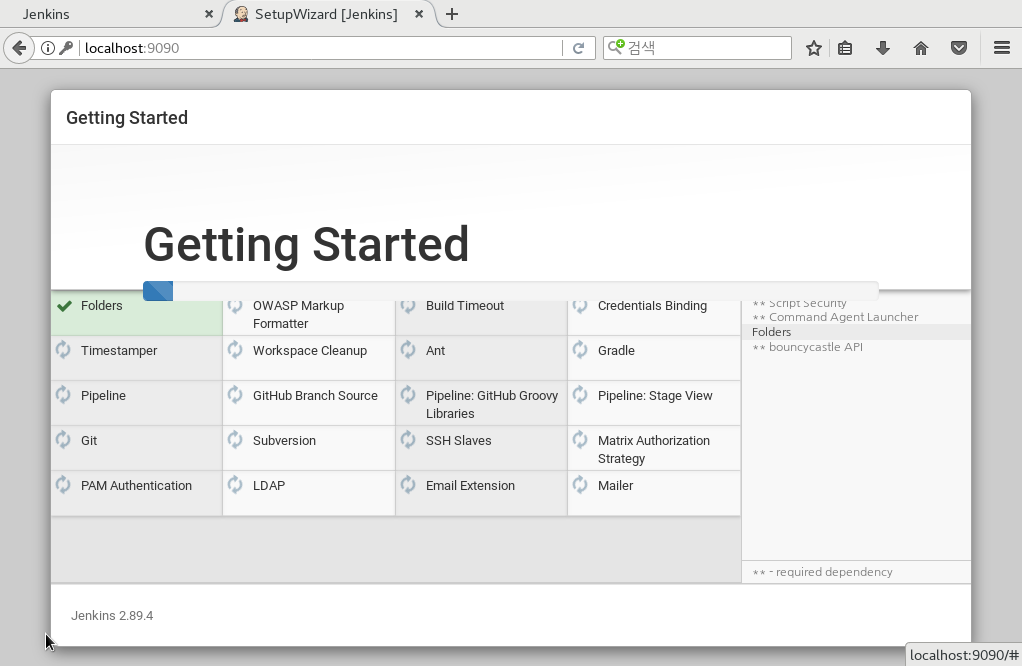 Jenkins
SetupWizard [Jenkins]
localhost:9090
검색
Getting Started
Getting Started
Folders
OWASP Markup
Formatter
Build Timeout
Credentials Binding
Timestamper
Workspace Cleanup
Ant
Gradle
Pipeline
GitHub Branch Source
Pipeline: GitHub Groovy
Libraries
Pipeline: Stage View
Git
Subversion
SSH Slaves
Matrix Authorization
Strategy
PAM Authentication
LDAP
Email Extension
Mailer
** Script Security
** Command Agent Launcher
Folders
** bouncycastle API
** - required dependency
Jenkins 2.89.4
localhost:9090/#